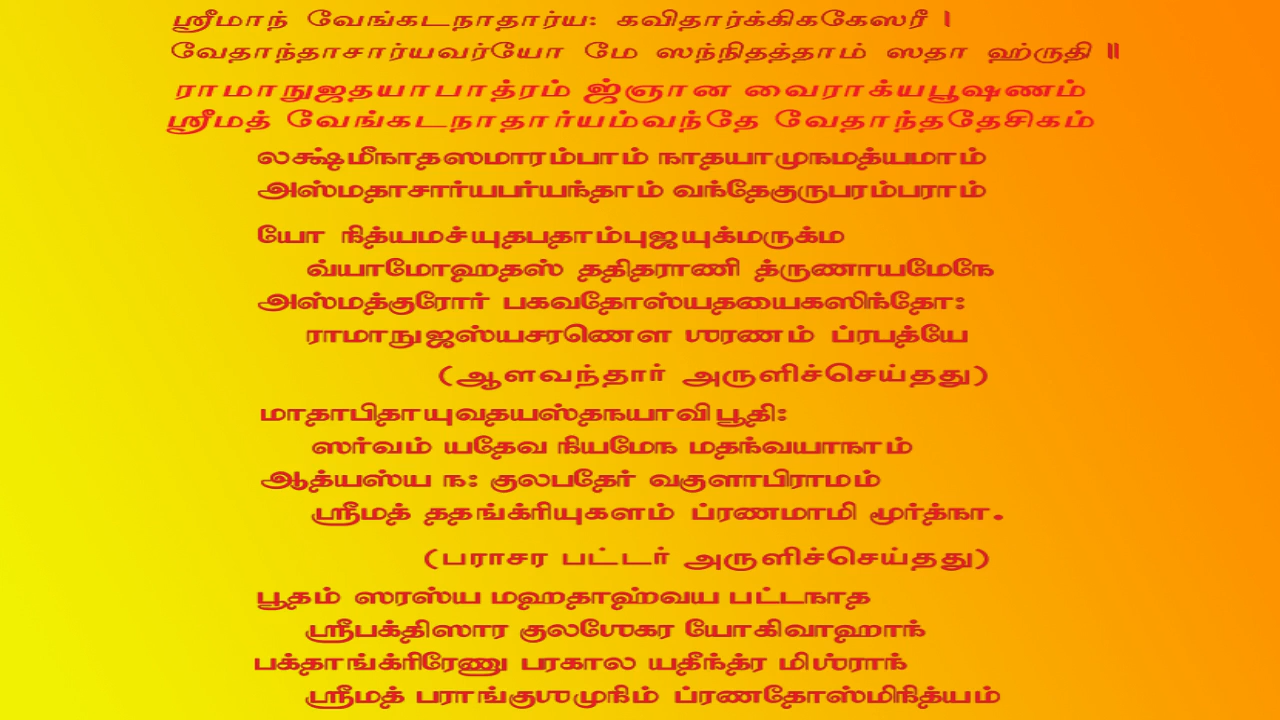 ஸ்ரீமாந் வேங்கடநாதார்ய: கவிதார்க்கிககேஸரீ |
வேதாந்தாசார்யவர்யோ மே ஸந்நிதத்தாம் ஸதா ஹ்ருதி ||
ராமாநுஜதயாபாத்ரம் ஜ்ஞான வைராக்யபூஷணம்
ஸ்ரீமத் வேங்கடநாதார்யம்வந்தே வேதாந்ததேசிகம்
லக்ஷ்மீநாதஸமாரம்பாம் நாதயாமுநமத்யமாம்
அஸ்மதாசார்யபர்யந்தாம் வந்தேகுருபரம்பராம்
யோ நித்யமச்யுதபதாம்புஜயுக்மருக்ம
வ்யாமோஹதஸ் ததிதராணி த்ருணாயமேநே
அஸ்மத்குரோர் பகவதோஸ்யதயைகஸிந்தோ:
ராமாநுஜஸ்யசரணௌ ஶரணம் ப்ரபத்யே
(ஆளவந்தார் அருளிச்செய்தது)
மாதாபிதாயுவதயஸ்தநயாவிபூதி:
ஸர்வம் யதேவ நியமேந மதந்வயாநாம்
ஆத்யஸ்ய ந: குலபதேர் வகுளாபிராமம்
ஸ்ரீமத் ததங்க்ரியுகளம் ப்ரணமாமி மூர்த்நா.
(பராசர பட்டர் அருளிச்செய்தது)
பூதம் ஸரஸ்ய மஹதாஹ்வய பட்டநாத
ஸ்ரீபக்திஸார குலஶேகர யோகிவாஹாந்
பக்தாங்க்ரிரேணு பரகால யதீந்த்ர மிஶ்ராந்
ஸ்ரீமத் பராங்குஶமுநிம் ப்ரணதோஸ்மிநித்யம்